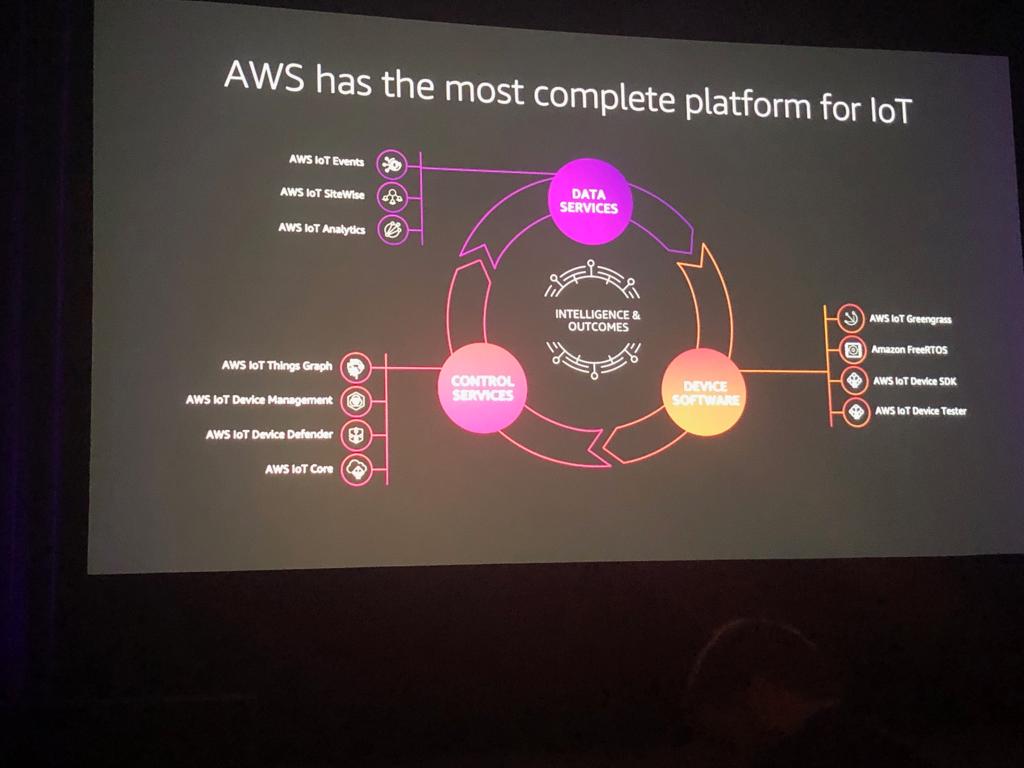 AWS has the most complete platform for IoT
AWS IoT Events
AWS IoT SiteWise
AWS IoT Analytics
DATA
SERVICES
INTELLIGENCE &
OUTCOMES
AWS IoT Things Graph
AWS IoT Device Management
AWS IoT Device Defender
AWS IoT Core
CONTROL
SERVICES
DEVICE
SOFTWARE
AWS IoT Greengrass
Amazon FreeRTOS
AWS IoT Device SDK
AWS IoT Device Tester